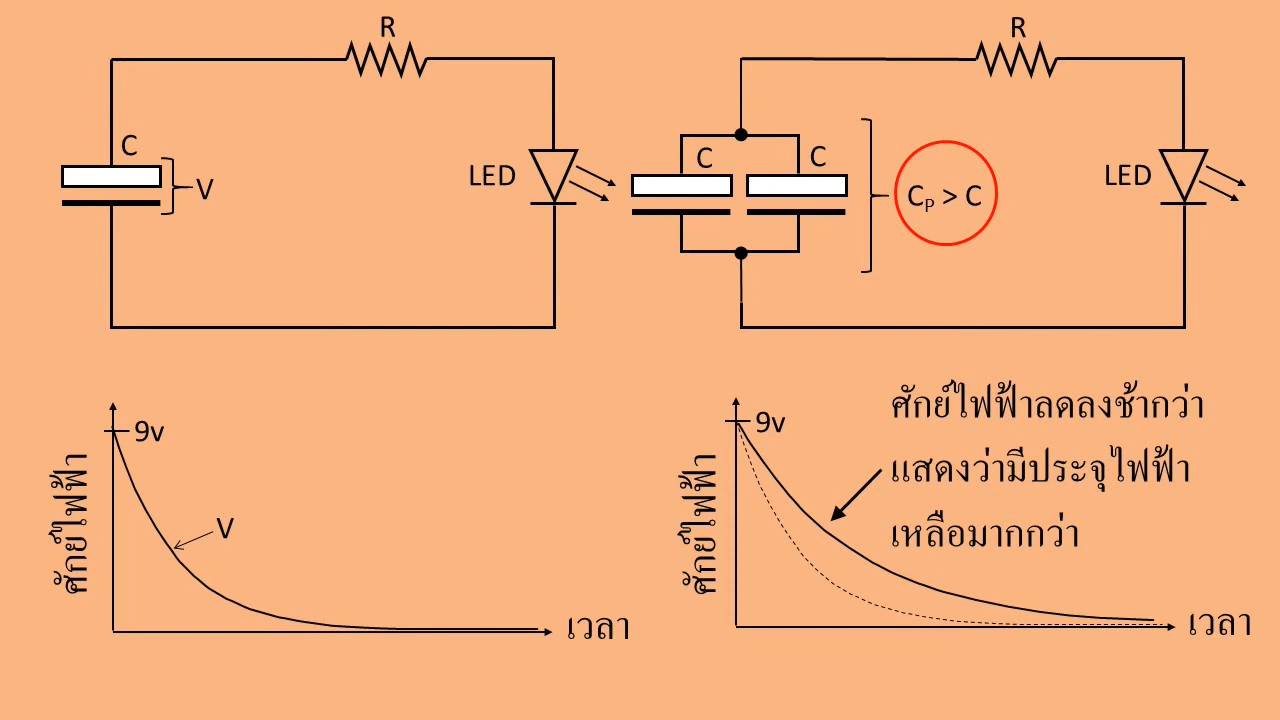 R
C
V
LED
R
C
C
CP > C
LED
9v
V
ศักย์ไฟฟ้า
เวลา
9v
ศักย์ไฟฟ้าลดลงช้ากว่า
แสดงว่ามีประจุไฟฟ้า
เหลือมากกว่า
ศักย์ไฟฟ้า
เวลา